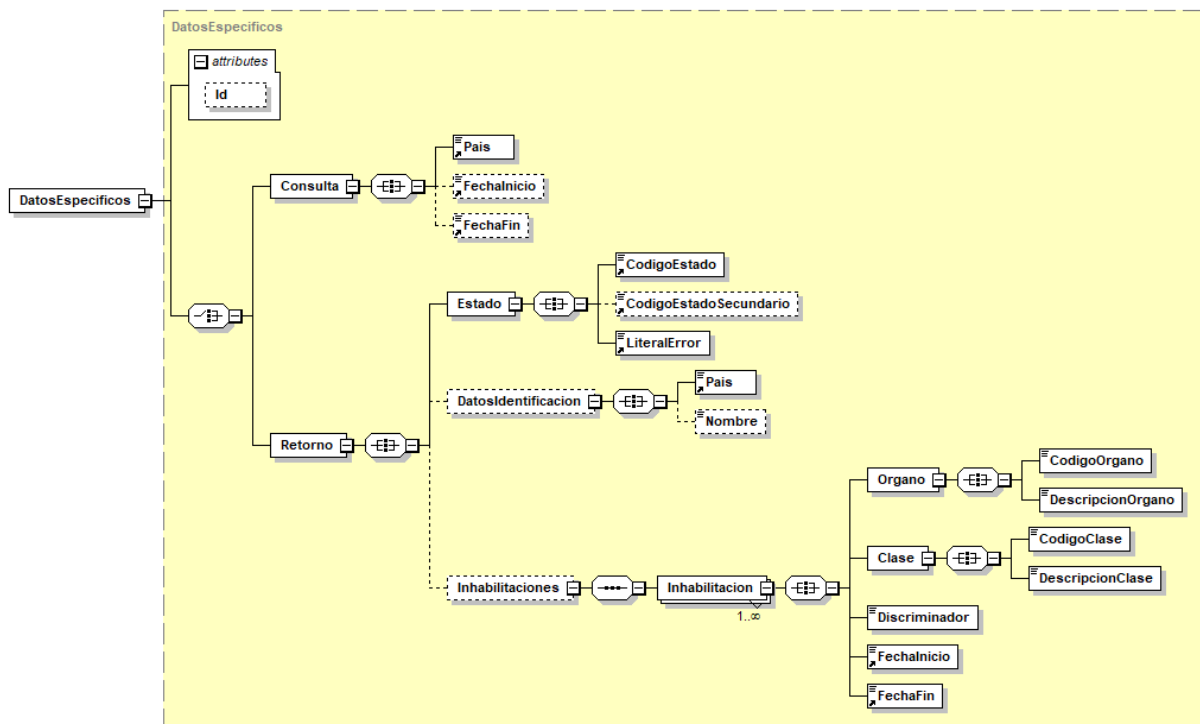 DatosEspecificos
attributes
Id
Pais
Consulta
FechaInicio
DatosEspecificos
FechaFin
CodigoEstado
Estado
CodigoEstadoSecundario
LiteralError
Pais
DatosIdentificacion
Nombre
Retorno
CodigoOrgano
Organo
DescripcionOrgano
CodigoClase
Clase
DescripcionClase
Inhabilitaciones
Inhabilitacion
1..∞
Discriminador
FechaInicio
FechaFin